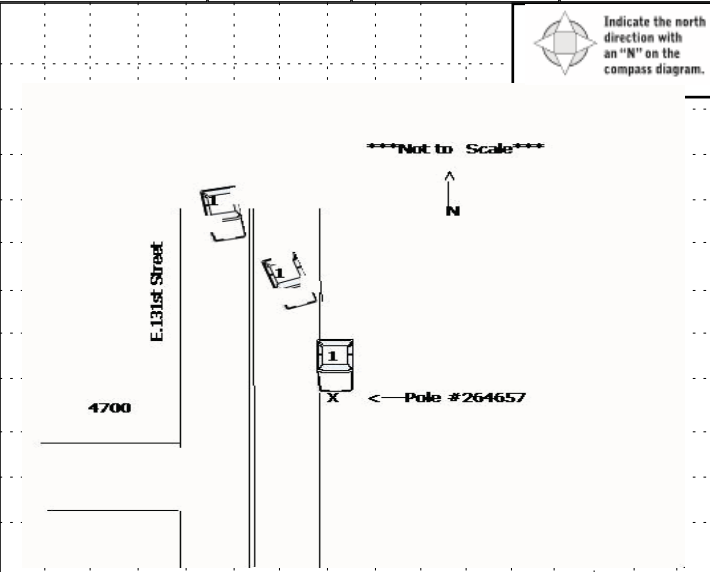 Indicate the north
direction with
an "N" on the
compass diagram.
***Not to Scale***
N
1
E.131st Street
1
1
4700
X
<--Pole #264657